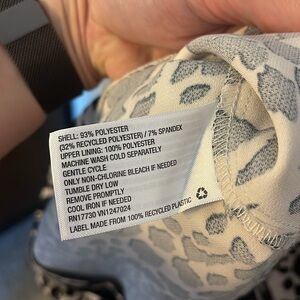 SHELL: 93% POLYESTER
(32% RECYCLED POLYESTER) / 7% SPANDEX
UPPER LINING: 100% POLYESTER
MACHINE WASH COLD SEPARATELY
GENTLE CYCLE
ONLY NON-CHLORINE BLEACH IF NEEDED
TUMBLE DRY LOW
REMOVE PROMPTLY
COOL IRON IF NEEDED
RN17730 VN1247024
LABEL MADE FROM 100% RECYCLED PLASTIC